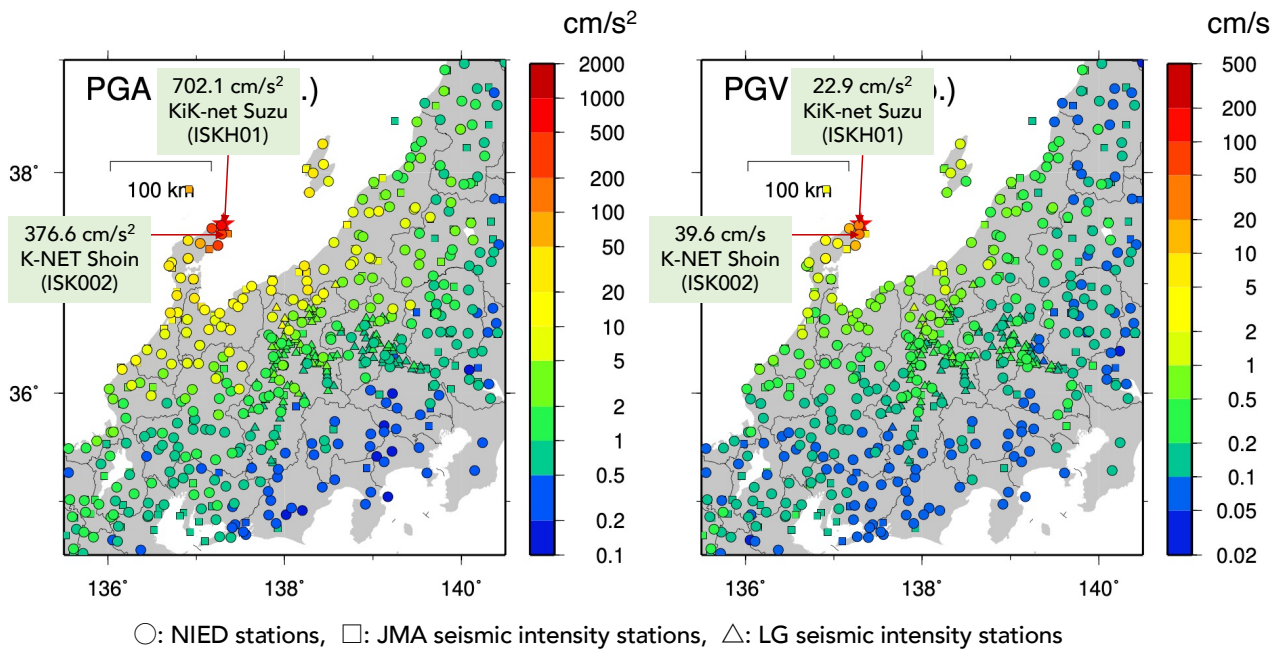 cm/s²
cm/s
PGA
.)
702.1 cm/s²
KiK-net Suzu
(ISKH01)
100 km
376.6 cm/s²
K-NET Shoin
(ISK002)
38˚
36˚
136˚
138˚
140˚
2000
1000
500
200
100
50
20
10
5
2
1
0.5
0.2
0.1
PGV
o.)
22.9 cm/s²
KiK-net Suzu
(ISKH01)
100 km
39.6 cm/s
K-NET Shoin
(ISK002)
136˚
138˚
140˚
500
200
100
50
20
10
5
2
1
0.5
0.2
0.1
0.05
0.02
◯: NIED stations, □: JMA seismic intensity stations, △: LG seismic intensity stations